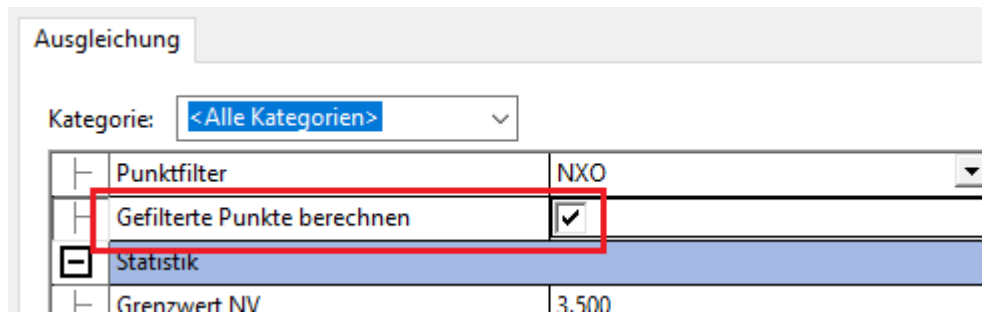 Ausgleichung
Kategorie: <Alle Kategorien>
Punktfilter NXO
Gefilterte Punkte berechnen
Statistik
Grenzwert NV 3.500